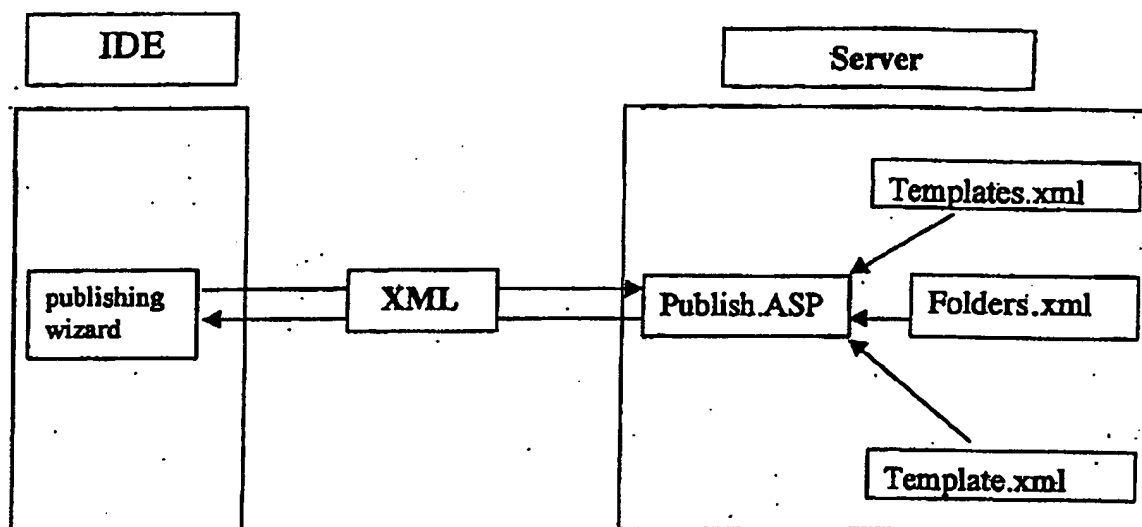 IDE
Server
Templates.xml
publishing
wizard
XML
Publish.ASP
Folders.xml
Template.xml